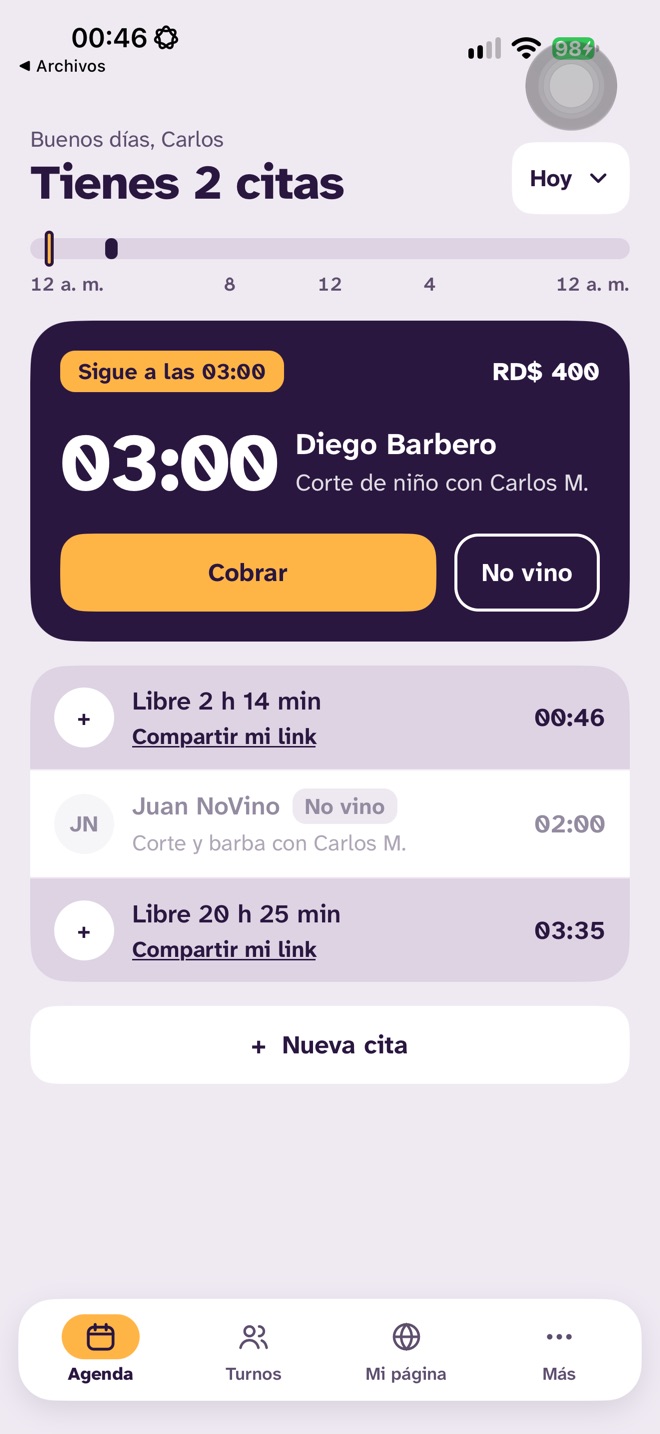 00:46
98
◀ Archivos
Buenos días, Carlos
Tienes 2 citas
Hoy
12 a. m. 8 12 4 12 a. m.
Sigue a las 03:00
RD$ 400
03:00
Diego Barbero
Corte de niño con Carlos M.
Cobrar
No vino
+
Libre 2 h 14 min
Compartir mi link
00:46
JN
Juan NoVino
No vino
Corte y barba con Carlos M.
02:00
+
Libre 20 h 25 min
Compartir mi link
03:35
+ Nueva cita
Agenda
Turnos
Mi página
Más